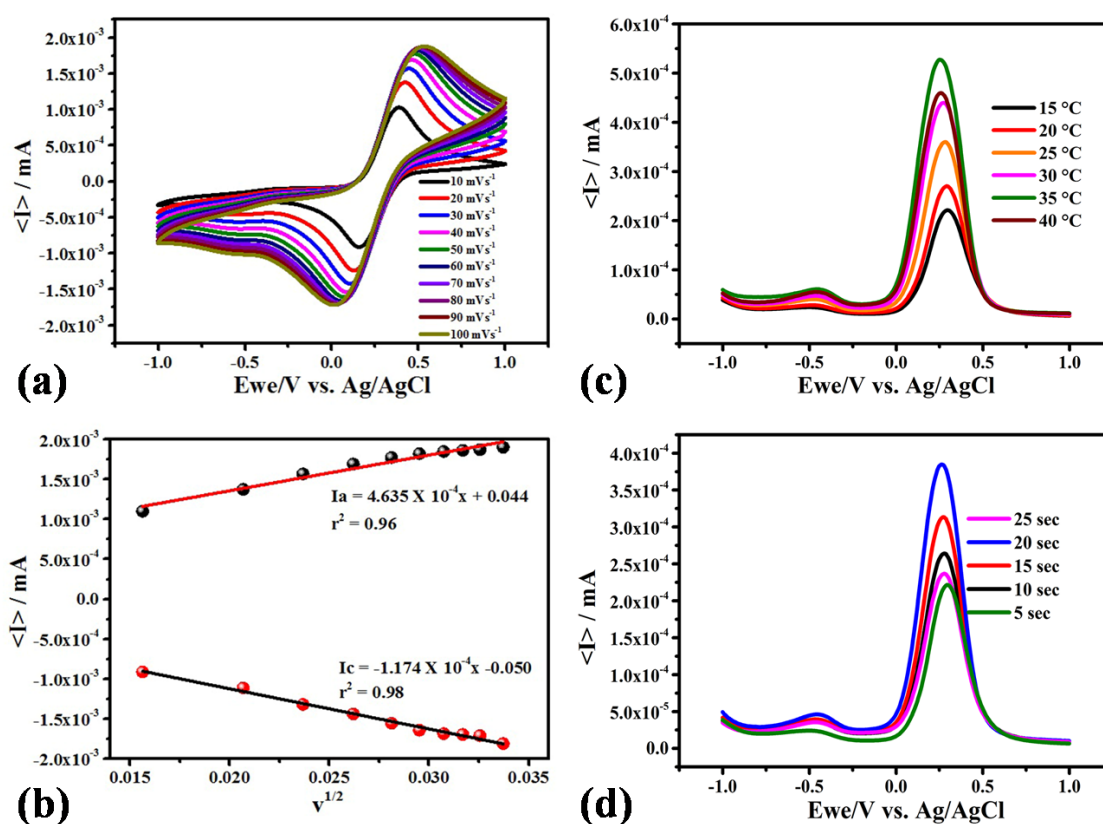 2.0x10⁻³
1.5x10⁻³
1.0x10⁻³
5.0x10⁻⁴
0.0
-5.0x10⁻⁴
-1.0x10⁻³
-1.5x10⁻³
-2.0x10⁻³
<I> / mA
10 mVs⁻¹
20 mVs⁻¹
30 mVs⁻¹
40 mVs⁻¹
50 mVs⁻¹
60 mVs⁻¹
70 mVs⁻¹
80 mVs⁻¹
90 mVs⁻¹
100 mVs⁻¹
-1.0 -0.5 0.0 0.5 1.0
Ewe/V vs. Ag/AgCl
(a)
6.0x10⁻⁴
5.0x10⁻⁴
4.0x10⁻⁴
3.0x10⁻⁴
2.0x10⁻⁴
1.0x10⁻⁴
0.0
<I> / mA
15 °C
20 °C
25 °C
30 °C
35 °C
40 °C
-1.0 -0.5 0.0 0.5 1.0
Ewe/V vs. Ag/AgCl
(c)
2.0x10⁻³
1.5x10⁻³
1.0x10⁻³
5.0x10⁻⁴
0.0
-5.0x10⁻⁴
-1.0x10⁻³
-1.5x10⁻³
-2.0x10⁻³
<I> / mA
Ia = 4.635 X 10⁻⁴x + 0.044
r² = 0.96
Ic = -1.174 X 10⁻⁴x -0.050
r² = 0.98
0.015 0.020 0.025 0.030 0.035
v¹/²
(b)
4.0x10⁻⁴
3.5x10⁻⁴
3.0x10⁻⁴
2.5x10⁻⁴
2.0x10⁻⁴
1.5x10⁻⁴
1.0x10⁻⁴
5.0x10⁻⁵
0.0
<I> / mA
25 sec
20 sec
15 sec
10 sec
5 sec
-1.0 -0.5 0.0 0.5 1.0
Ewe/V vs. Ag/AgCl
(d)